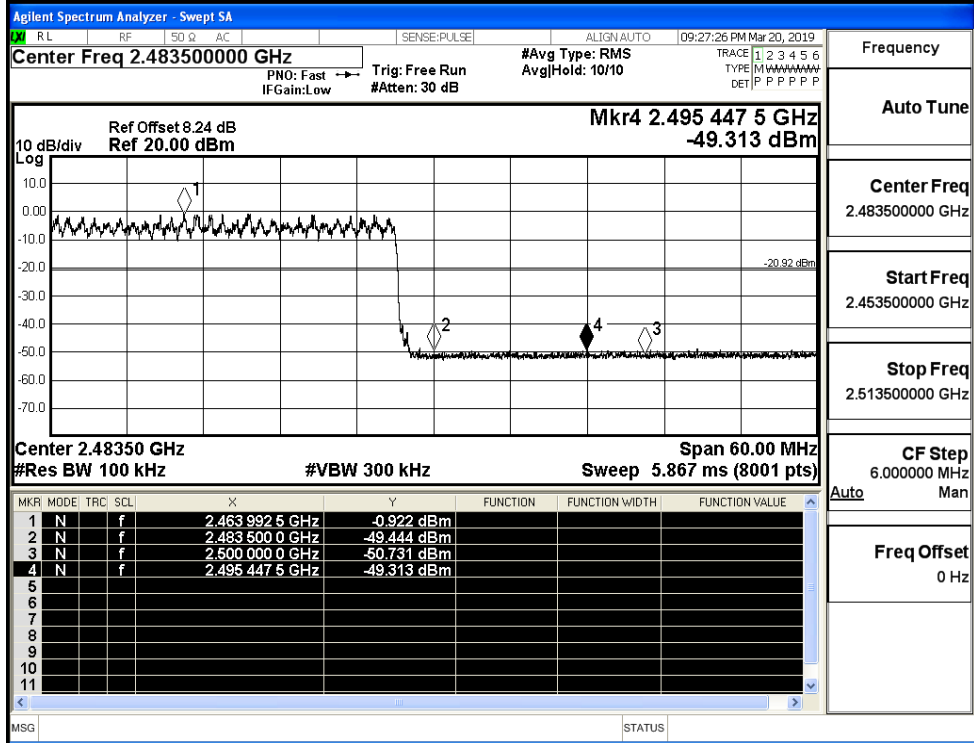 Agilent Spectrum Analyzer - Swept SA
LXI RL RF 50 Ω AC SENSE:PULSE ALIGN AUTO 09:27:26 PM Mar 20, 2019
Center Freq 2.483500000 GHz
PNO: Fast
IFGain:Low
Trig: Free Run
#Atten: 30 dB
#Avg Type: RMS
Avg|Hold: 10/10
TRACE 1 2 3 4 5 6
TYPE M WWWWW
DET P P P P P P
Ref Offset 8.24 dB
10 dB/div Ref 20.00 dBm
Log
Mkr4 2.495 447 5 GHz
-49.313 dBm
10.0
0.00
-10.0
-20.0
-30.0
-40.0
-50.0
-60.0
-70.0
1
2
4
3
-20.92 dBm
Center 2.48350 GHz Span 60.00 MHz
#Res BW 100 kHz #VBW 300 kHz Sweep 5.867 ms (8001 pts)
MKR MODE TRC SCL X Y FUNCTION FUNCTION WIDTH FUNCTION VALUE
1 N f 2.463 992 5 GHz -0.922 dBm
2 N f 2.483 500 0 GHz -49.444 dBm
3 N f 2.500 000 0 GHz -50.731 dBm
4 N f 2.495 447 5 GHz -49.313 dBm
5
6
7
8
9
10
11
MSG STATUS
Frequency
Auto Tune
Center Freq
2.483500000 GHz
Start Freq
2.453500000 GHz
Stop Freq
2.513500000 GHz
CF Step
6.000000 MHz
Auto Man
Freq Offset
0 Hz